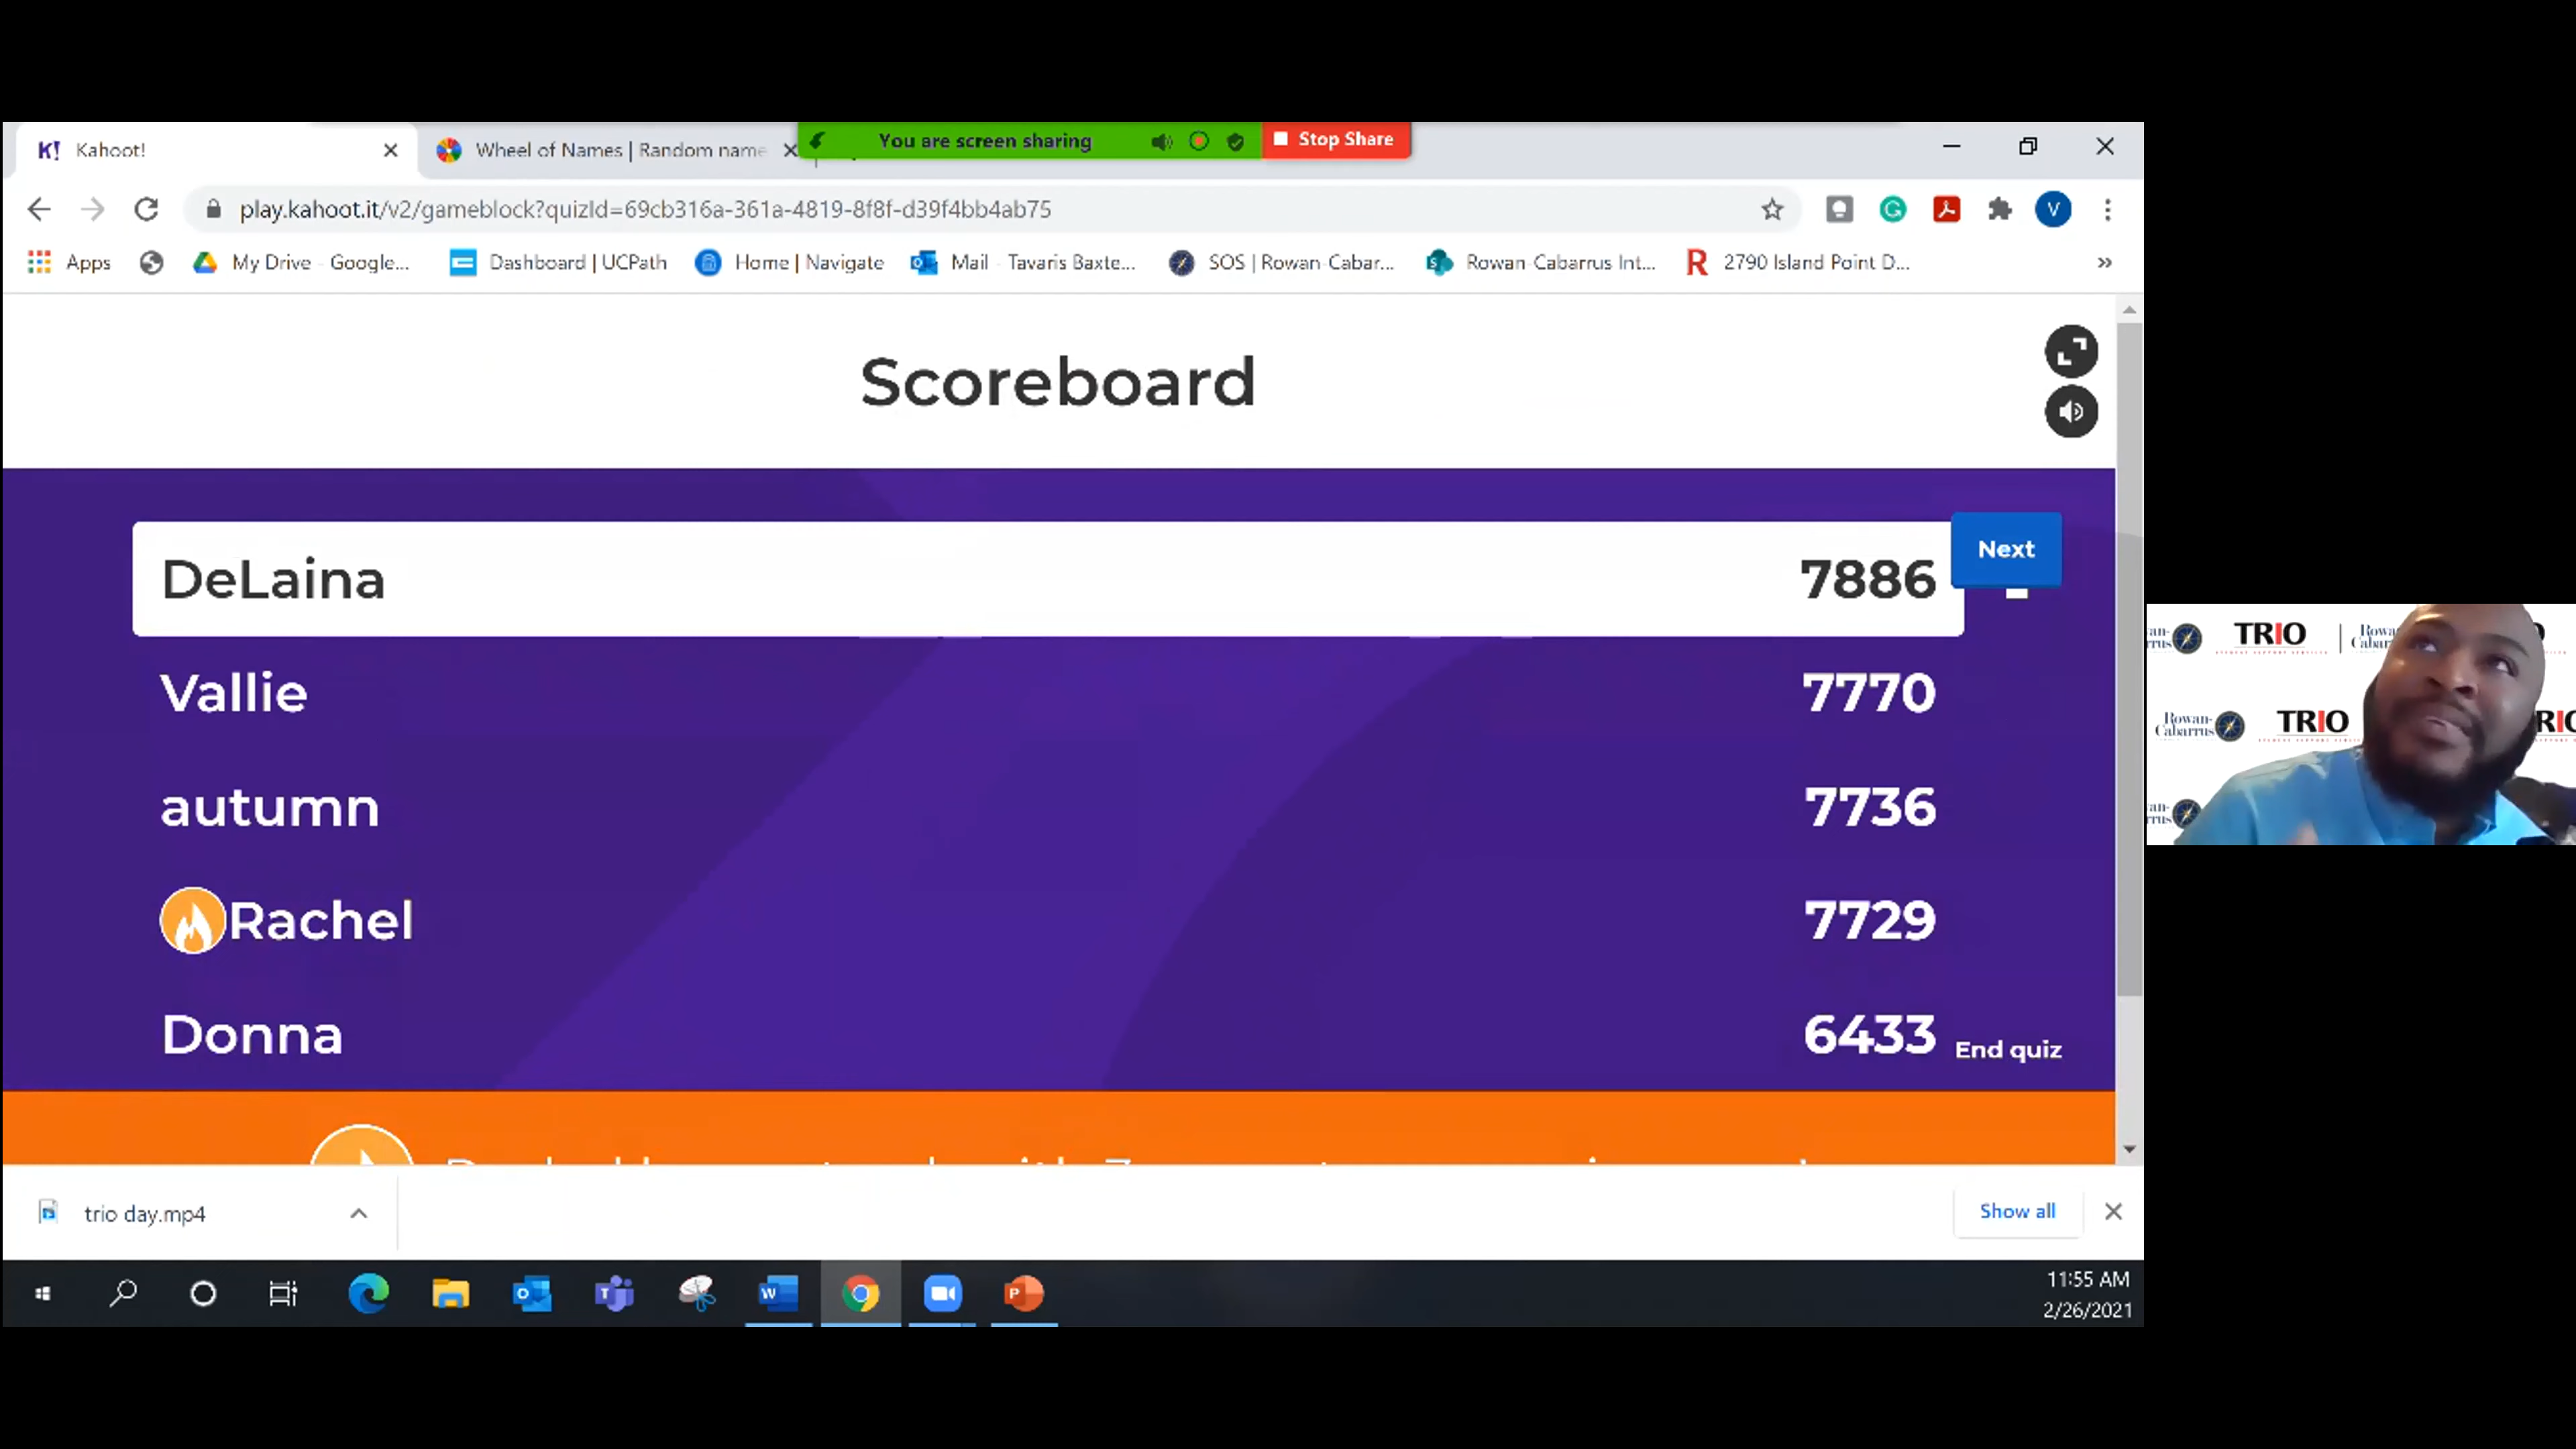 Kahoot!
Wheel of Names | Random name
You are screen sharing
Stop Share
play.kahoot.it/v2/gameblock?quizId=69cb316a-361a-4819-8f8f-d39f4bb4ab75
V
Apps
My Drive - Google...
Dashboard | UCPath
Home | Navigate
Mail - Tavaris Baxte...
SOS | Rowan-Cabar...
Rowan-Cabarrus Int...
2790 Island Point D...
Scoreboard
Next
DeLaina 7886
Vallie 7770
autumn 7736
Rachel 7729
Donna 6433
End quiz
TRIO
Rowan-
Cabarrus
TRIO
trio day.mp4
Show all
11:55 AM
2/26/2021